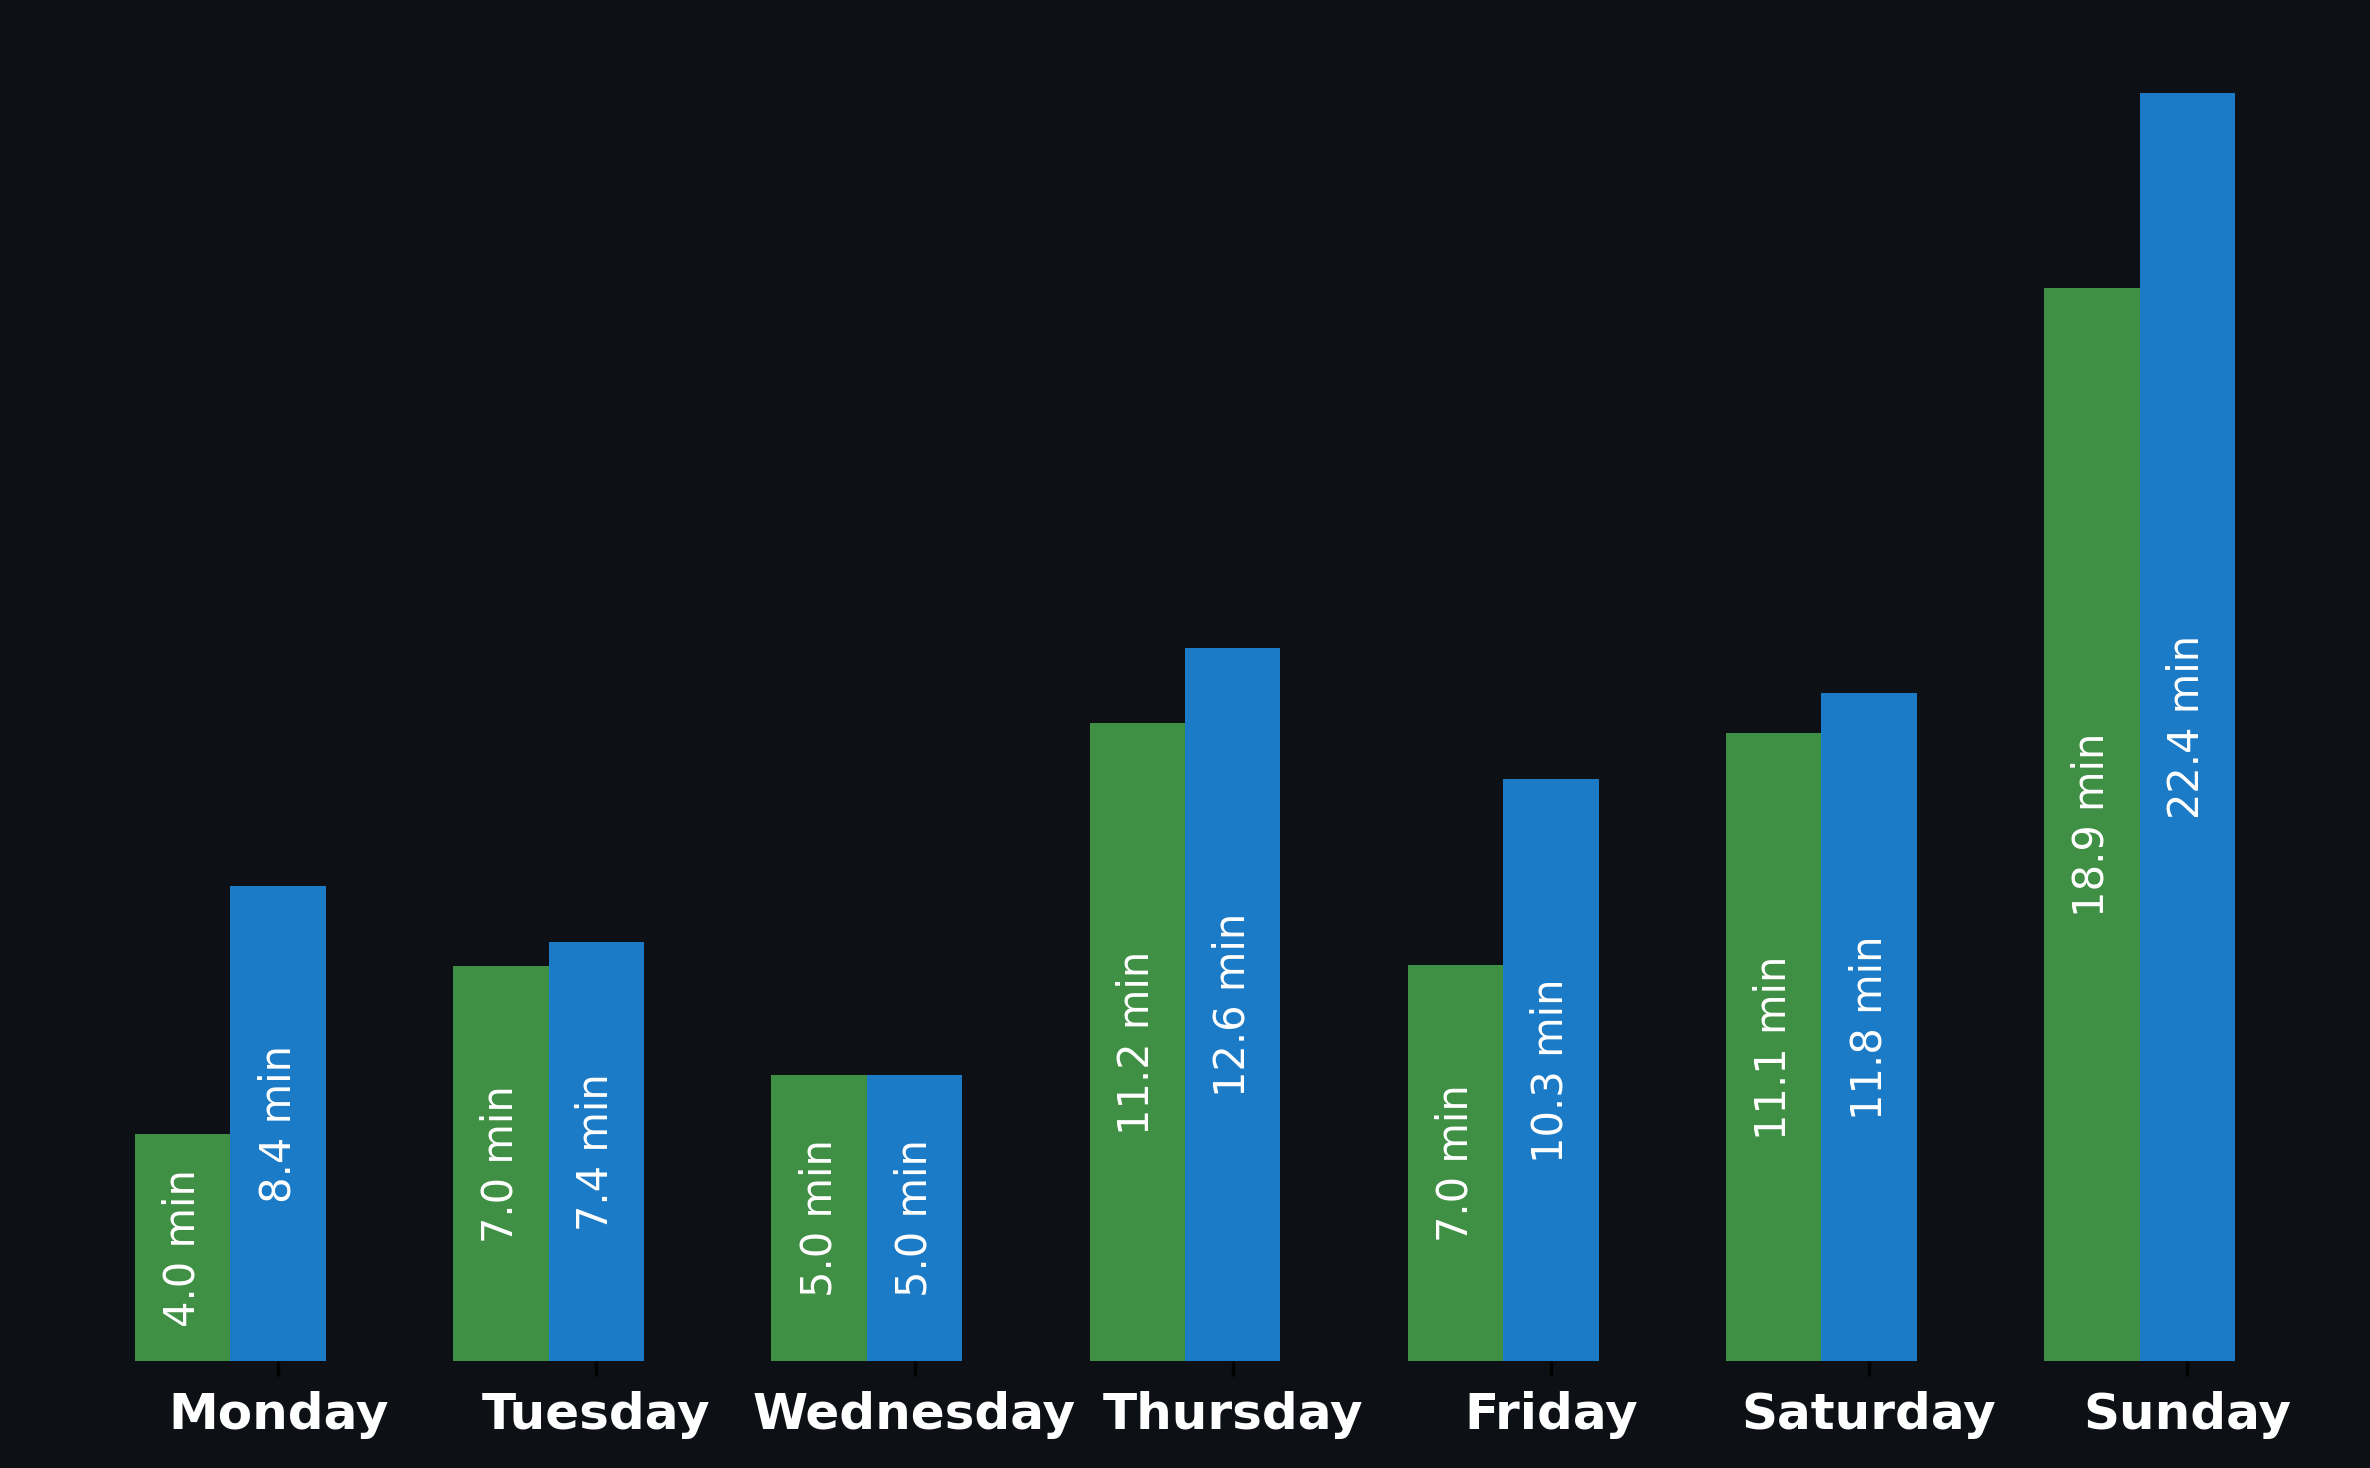 4.0 min
8.4 min
7.0 min
7.4 min
5.0 min
5.0 min
11.2 min
12.6 min
7.0 min
10.3 min
11.1 min
11.8 min
18.9 min
22.4 min
Monday Tuesday Wednesday Thursday Friday Saturday Sunday